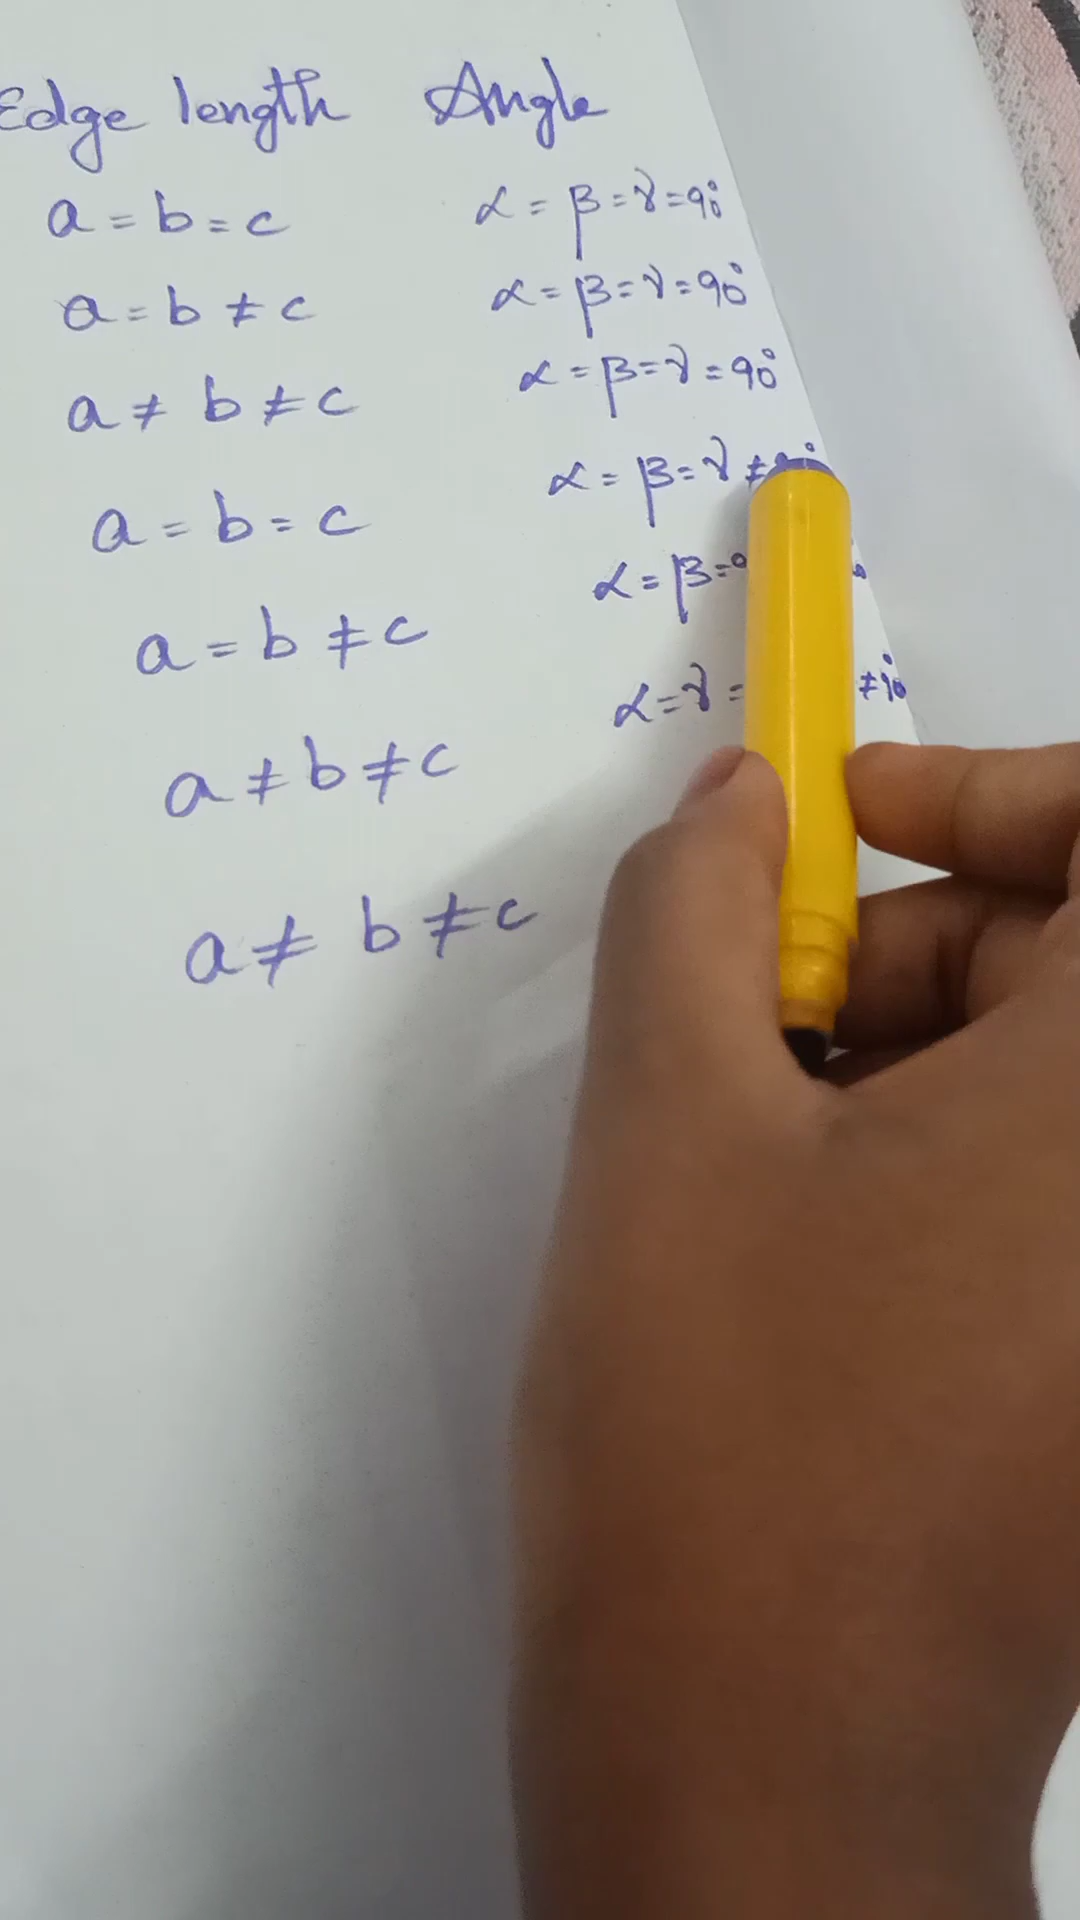 Edge length Angle
a = b = c α = β = γ = 90°
a = b ≠ c α = β = γ = 90°
a ≠ b ≠ c α = β = γ = 90°
a = b = c α = β = γ ≠
a = b ≠ c α = β =
a ≠ b ≠ c α = γ = ≠ 90°
a ≠ b ≠ c